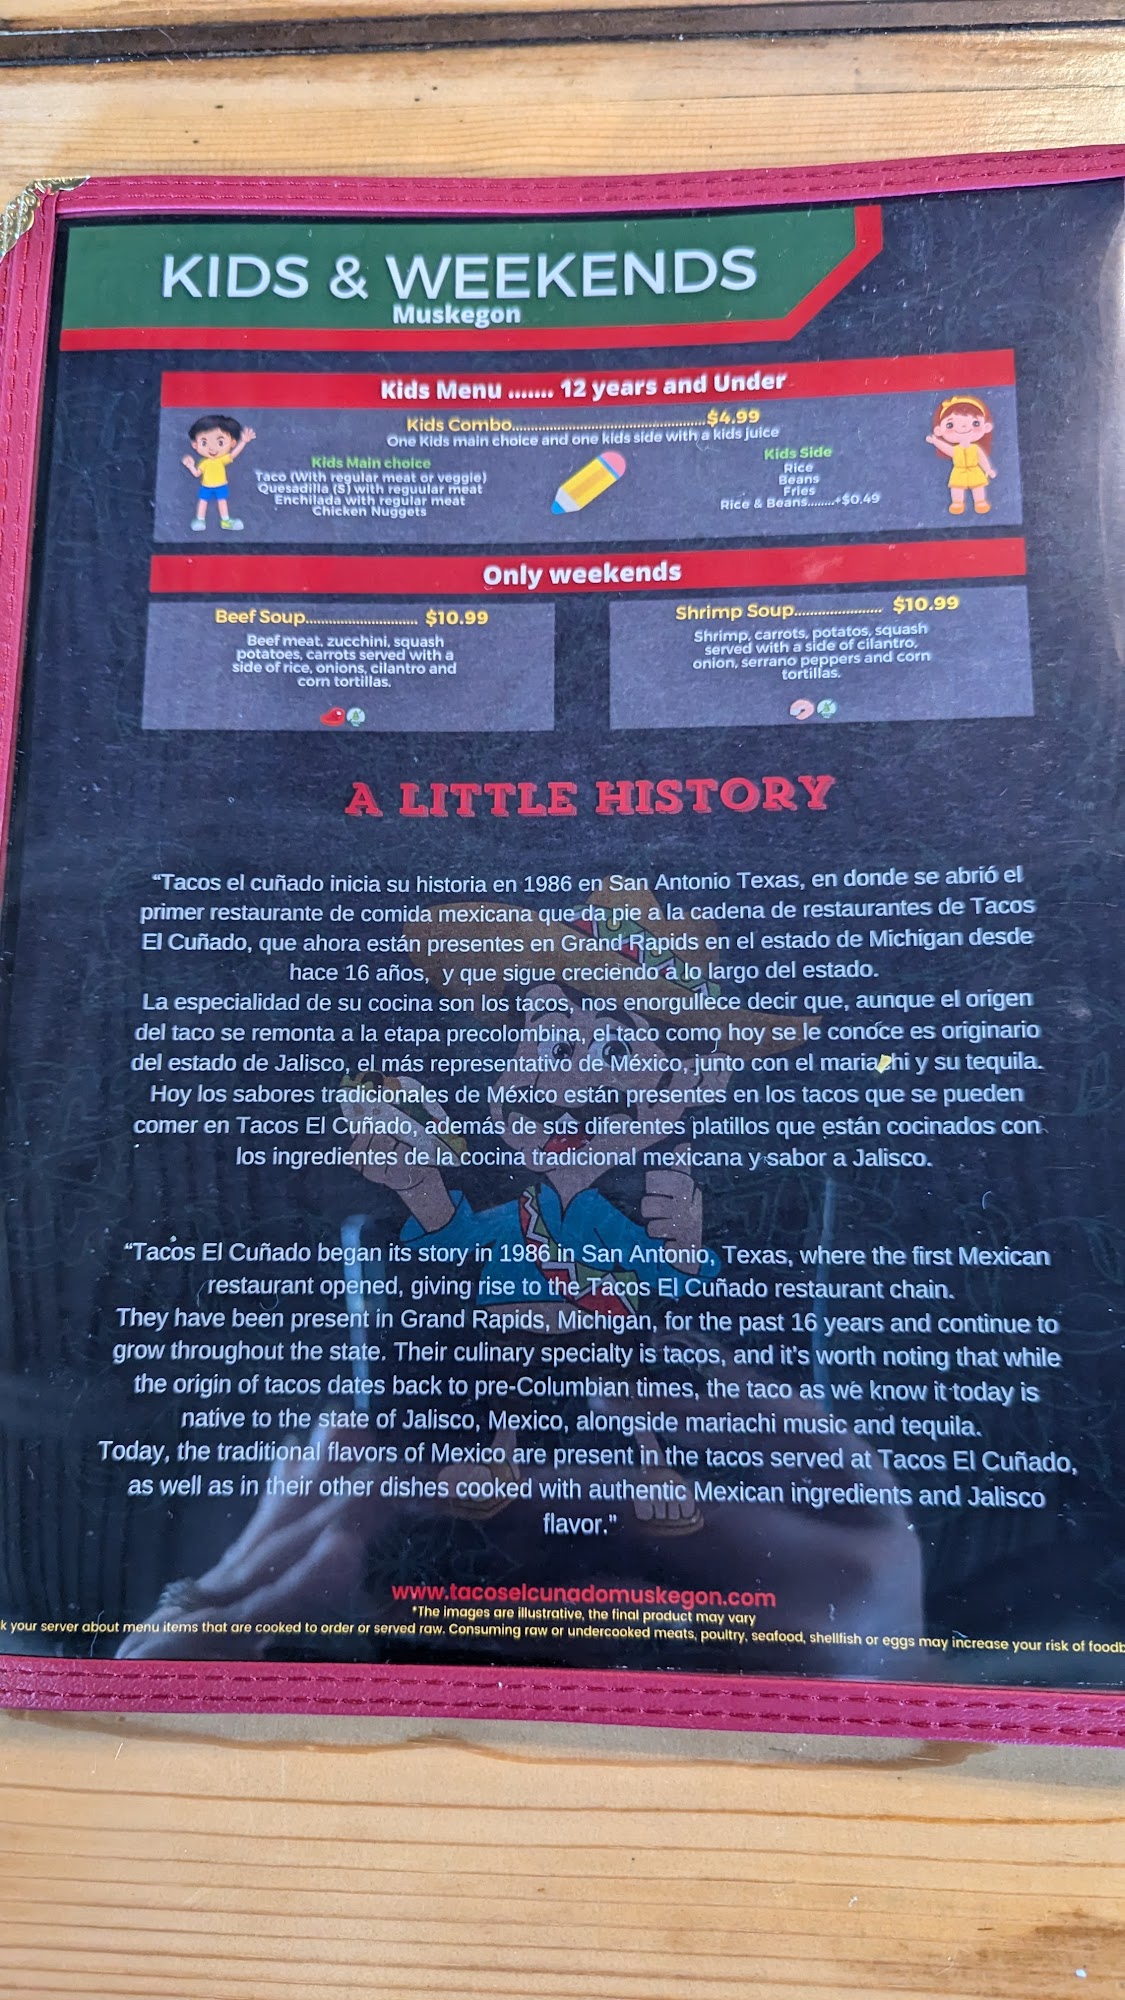 KIDS & WEEKENDS
Muskegon
Kids Menu ....... 12 years and Under
Kids Combo..........................................................$4.99
One Kids main choice and one kids side with a kids juice
Kids Main choice
Taco (With regular meat or veggie)
Quesadilla (S) with reguular meat
Enchilada with regular meat
Chicken Nuggets
Kids Side
Rice
Beans
Fries
Rice & Beans........+$0.49
Only weekends
Beef Soup............................ $10.99
Beef meat, zucchini, squash
potatoes, carrots served with a
side of rice, onions, cilantro and
corn tortillas.
Shrimp Soup...................... $10.99
Shrimp, carrots, potatos, squash
served with a side of cilantro,
onion, serrano peppers and corn
tortillas.
A LITTLE HISTORY
“Tacos el cuñado inicia su historia en 1986 en San Antonio Texas, en donde se abrió el
primer restaurante de comida mexicana que da pie a la cadena de restaurantes de Tacos
El Cuñado, que ahora están presentes en Grand Rapids en el estado de Michigan desde
hace 16 años, y que sigue creciendo a lo largo del estado.
La especialidad de su cocina son los tacos, nos enorgullece decir que, aunque el origen
del taco se remonta a la etapa precolombina, el taco como hoy se le conoce es originario
del estado de Jalisco, el más representativo de México, junto con el mariachi y su tequila.
Hoy los sabores tradicionales de México están presentes en los tacos que se pueden
comer en Tacos El Cuñado, además de sus diferentes platillos que están cocinados con
los ingredientes de la cocina tradicional mexicana y sabor a Jalisco.
“Tacos El Cuñado began its story in 1986 in San Antonio, Texas, where the first Mexican
restaurant opened, giving rise to the Tacos El Cuñado restaurant chain.
They have been present in Grand Rapids, Michigan, for the past 16 years and continue to
grow throughout the state. Their culinary specialty is tacos, and it's worth noting that while
the origin of tacos dates back to pre-Columbian times, the taco as we know it today is
native to the state of Jalisco, Mexico, alongside mariachi music and tequila.
Today, the traditional flavors of Mexico are present in the tacos served at Tacos El Cuñado,
as well as in their other dishes cooked with authentic Mexican ingredients and Jalisco
flavor."
www.tacoselcunadomuskegon.com
*The images are illustrative, the final product may vary
k your server about menu items that are cooked to order or served raw. Consuming raw or undercooked meats, poultry, seafood, shellfish or eggs may increase your risk of foodb